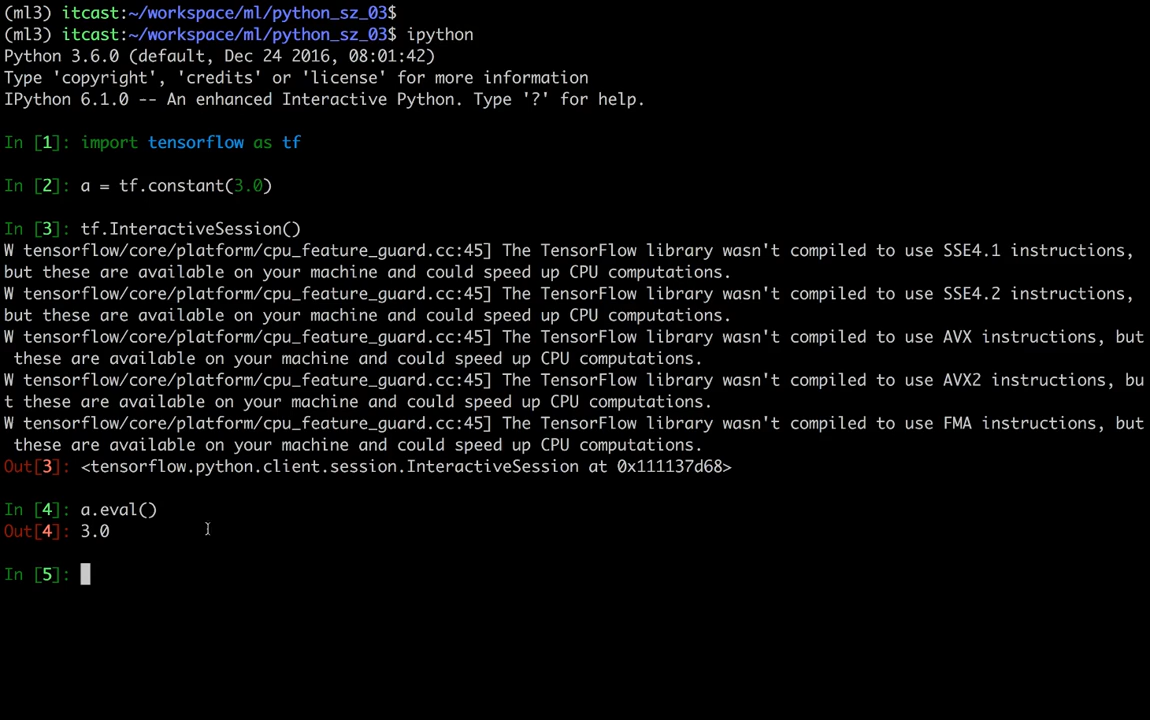 (ml3) itcast:~/workspace/ml/python_sz_03$
(ml3) itcast:~/workspace/ml/python_sz_03$ ipython
Python 3.6.0 (default, Dec 24 2016, 08:01:42)
Type 'copyright', 'credits' or 'license' for more information
IPython 6.1.0 -- An enhanced Interactive Python. Type '?' for help.
In [1]: import tensorflow as tf
In [2]: a = tf.constant(3.0)
In [3]: tf.InteractiveSession()
W tensorflow/core/platform/cpu_feature_guard.cc:45] The TensorFlow library wasn't compiled to use SSE4.1 instructions,
but these are available on your machine and could speed up CPU computations.
W tensorflow/core/platform/cpu_feature_guard.cc:45] The TensorFlow library wasn't compiled to use SSE4.2 instructions,
but these are available on your machine and could speed up CPU computations.
W tensorflow/core/platform/cpu_feature_guard.cc:45] The TensorFlow library wasn't compiled to use AVX instructions, but
 these are available on your machine and could speed up CPU computations.
W tensorflow/core/platform/cpu_feature_guard.cc:45] The TensorFlow library wasn't compiled to use AVX2 instructions, bu
t these are available on your machine and could speed up CPU computations.
W tensorflow/core/platform/cpu_feature_guard.cc:45] The TensorFlow library wasn't compiled to use FMA instructions, but
 these are available on your machine and could speed up CPU computations.
Out[3]: <tensorflow.python.client.session.InteractiveSession at 0x111137d68>
In [4]: a.eval()
Out[4]: 3.0
In [5]: